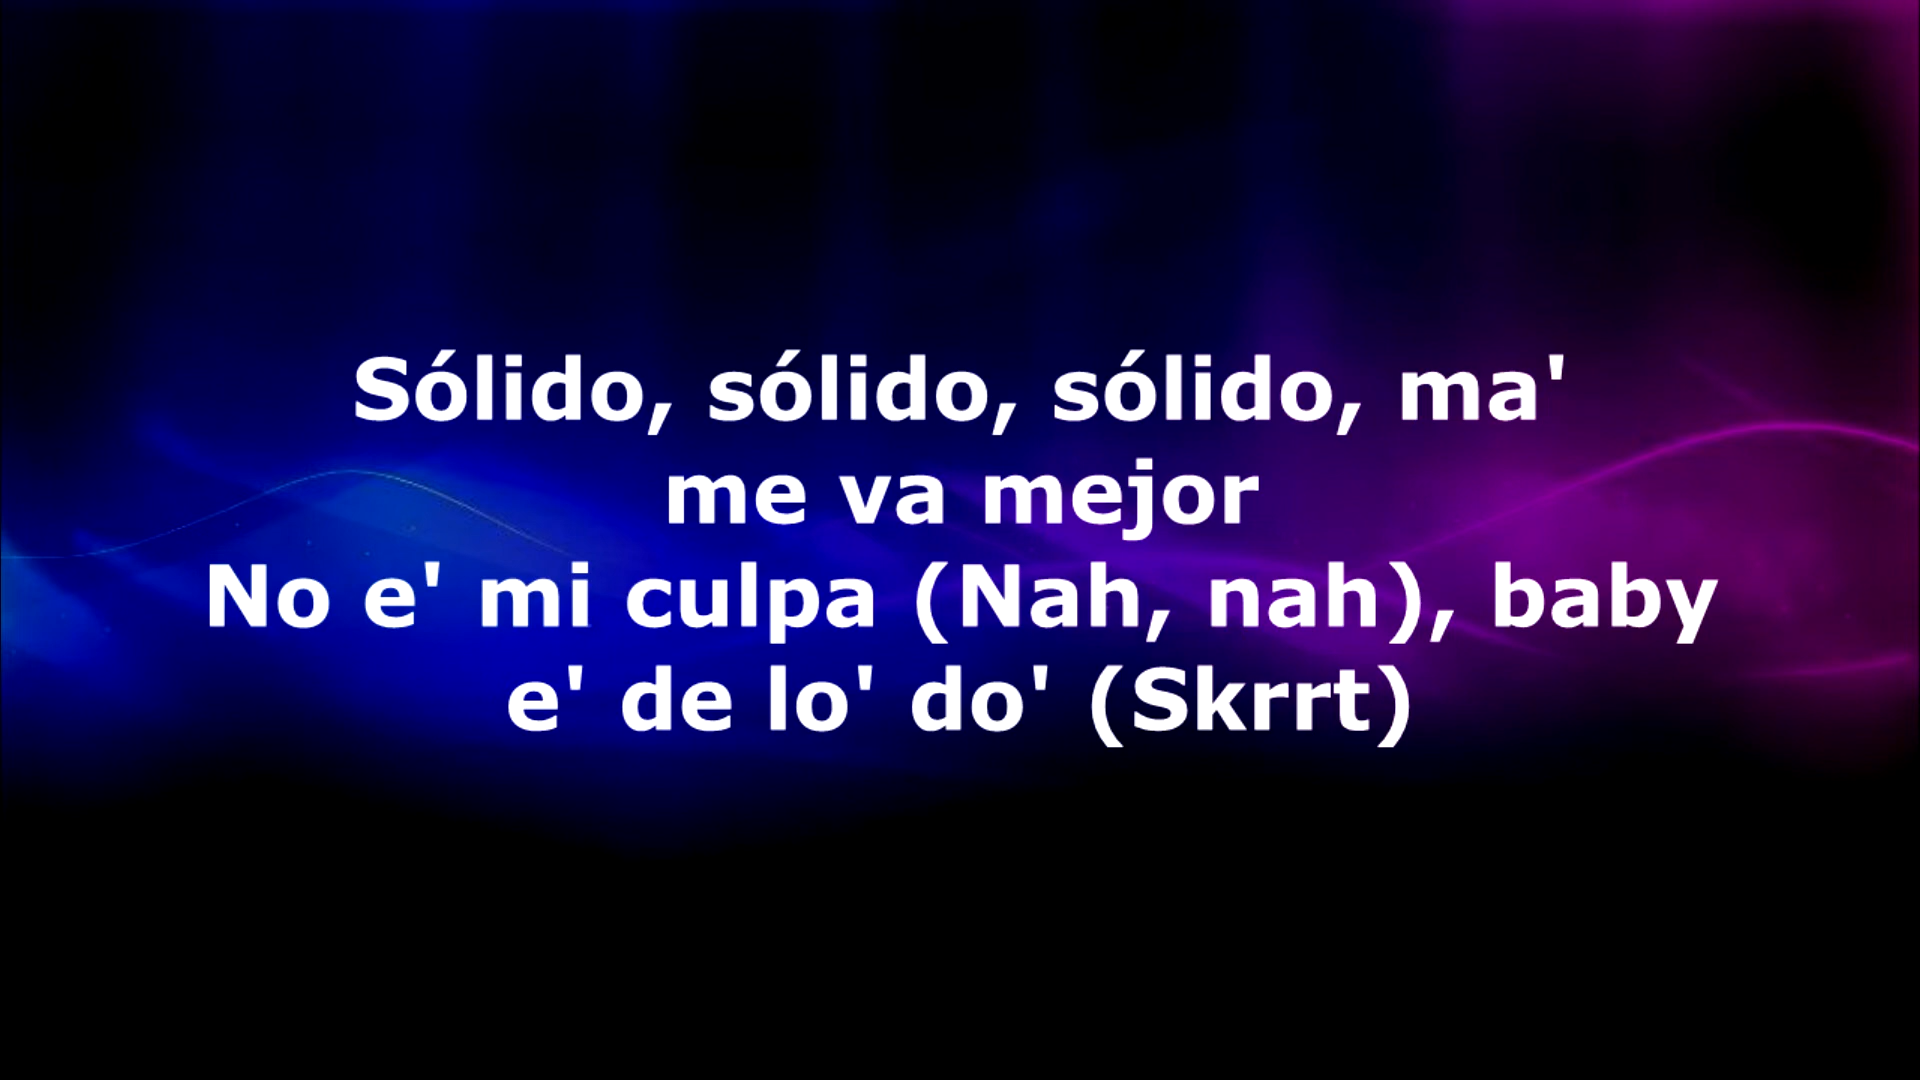 Sólido, sólido, sólido, ma'
me va mejor
No e' mi culpa (Nah, nah), baby
e' de lo' do' (Skrrt)